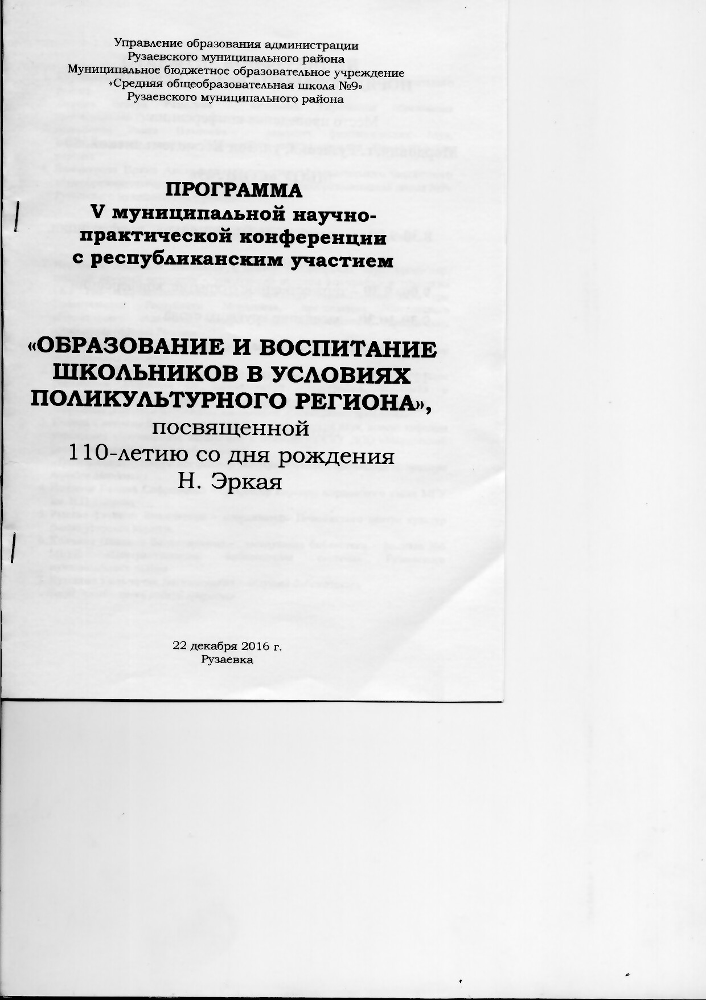 Управление образования администрации
Рузаевского муниципального района
Муниципальное бюджетное образовательное учреждение
«Средняя общеобразовательная школа №9»
Рузаевского муниципального района
ПРОГРАММА
V муниципальной научно-
практической конференции
с республиканским участием
«ОБРАЗОВАНИЕ И ВОСПИТАНИЕ
ШКОЛЬНИКОВ В УСЛОВИЯХ
ПОЛИКУЛЬТУРНОГО РЕГИОНА»,
посвященной
110-летию со дня рождения
Н. Эркая
22 декабря 2016 г.
Рузаевка